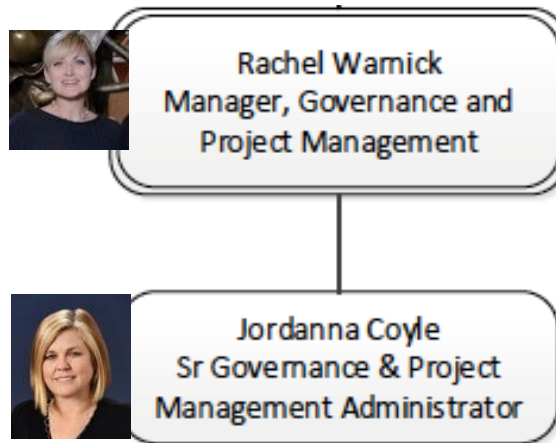 Rachel Warnick
Manager, Governance and
Project Management
Jordanna Coyle
Sr Governance & Project
Management Administrator